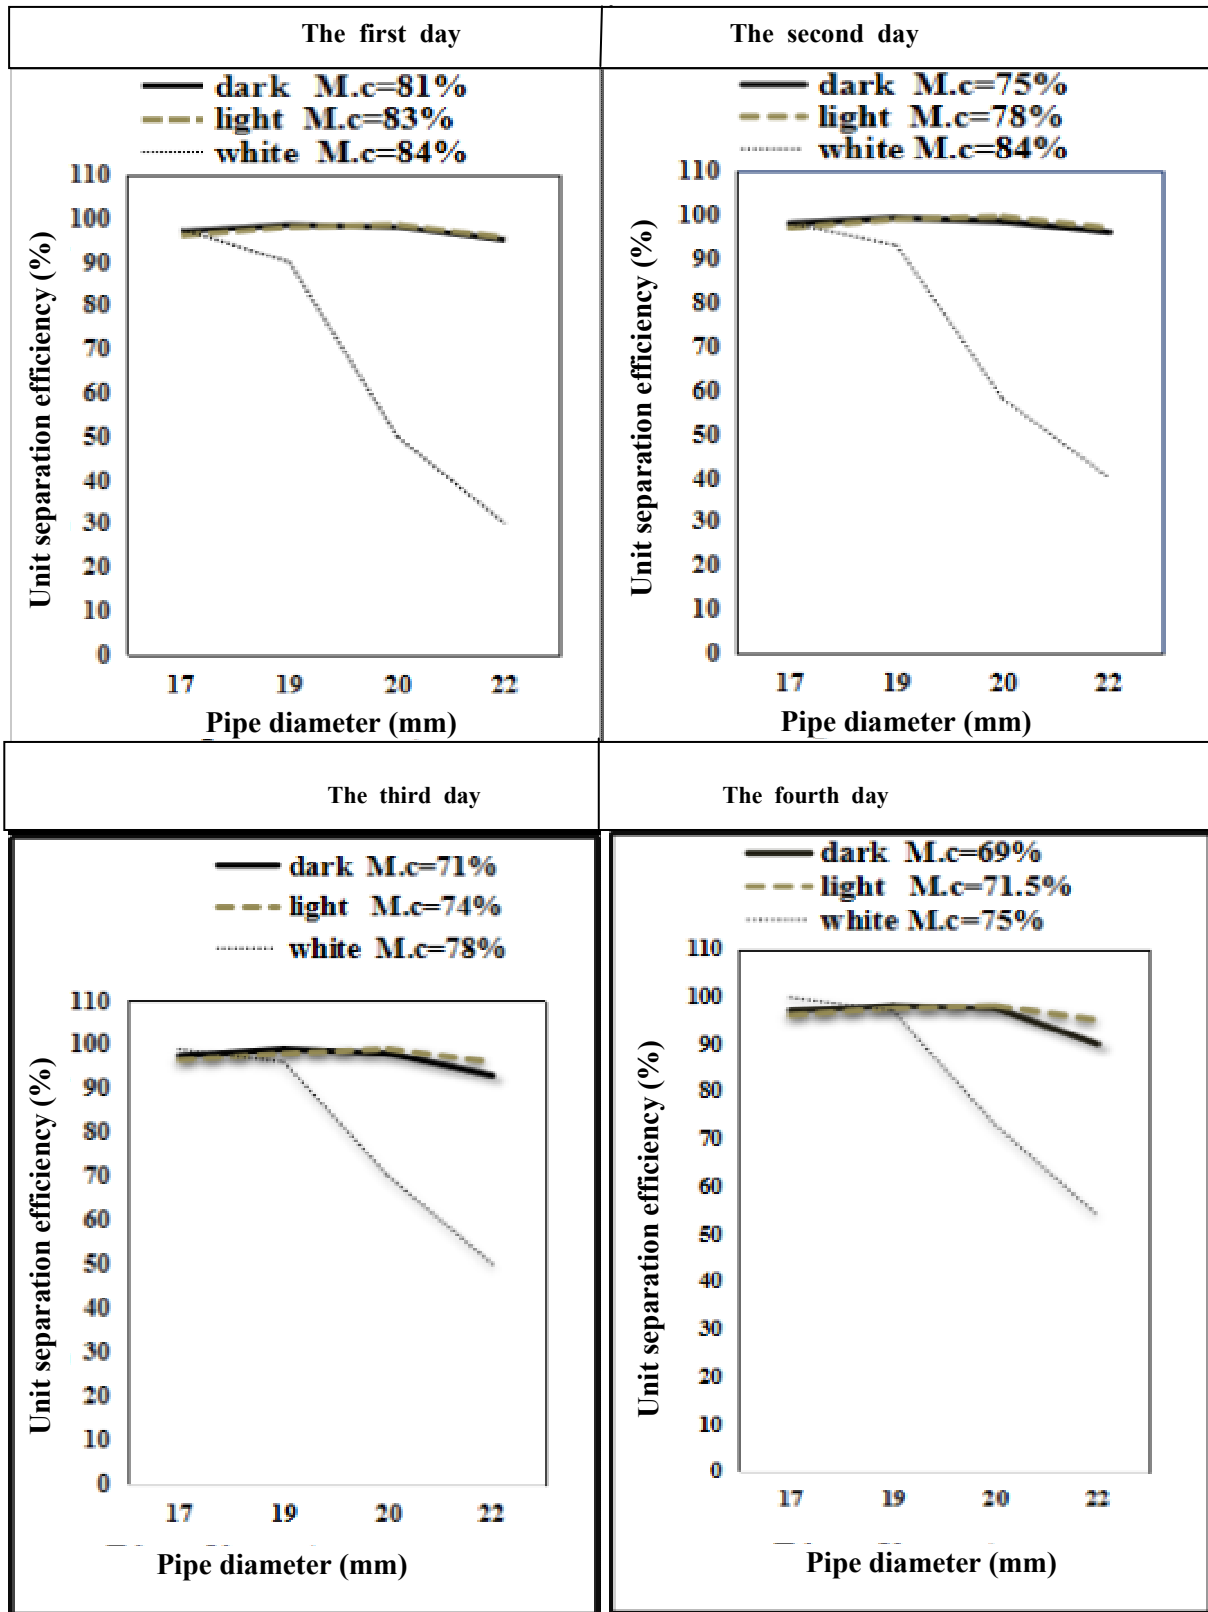 The first day
The second day
dark M.c=81%
light M.c=83%
white M.c=84%
110
100
90
80
70
60
50
40
30
20
10
0
Unit separation efficiency (%)
17 19 20 22
Pipe diameter (mm)
dark M.c=75%
light M.c=78%
white M.c=84%
110
100
90
80
70
60
50
40
30
20
10
0
Unit separation efficiency (%)
17 19 20 22
Pipe diameter (mm)
The third day
The fourth day
dark M.c=71%
light M.c=74%
white M.c=78%
110
100
90
80
70
60
50
40
30
20
10
0
Unit separation efficiency (%)
17 19 20 22
Pipe diameter (mm)
dark M.c=69%
light M.c=71.5%
white M.c=75%
110
100
90
80
70
60
50
40
30
20
10
0
Unit separation efficiency (%)
17 19 20 22
Pipe diameter (mm)